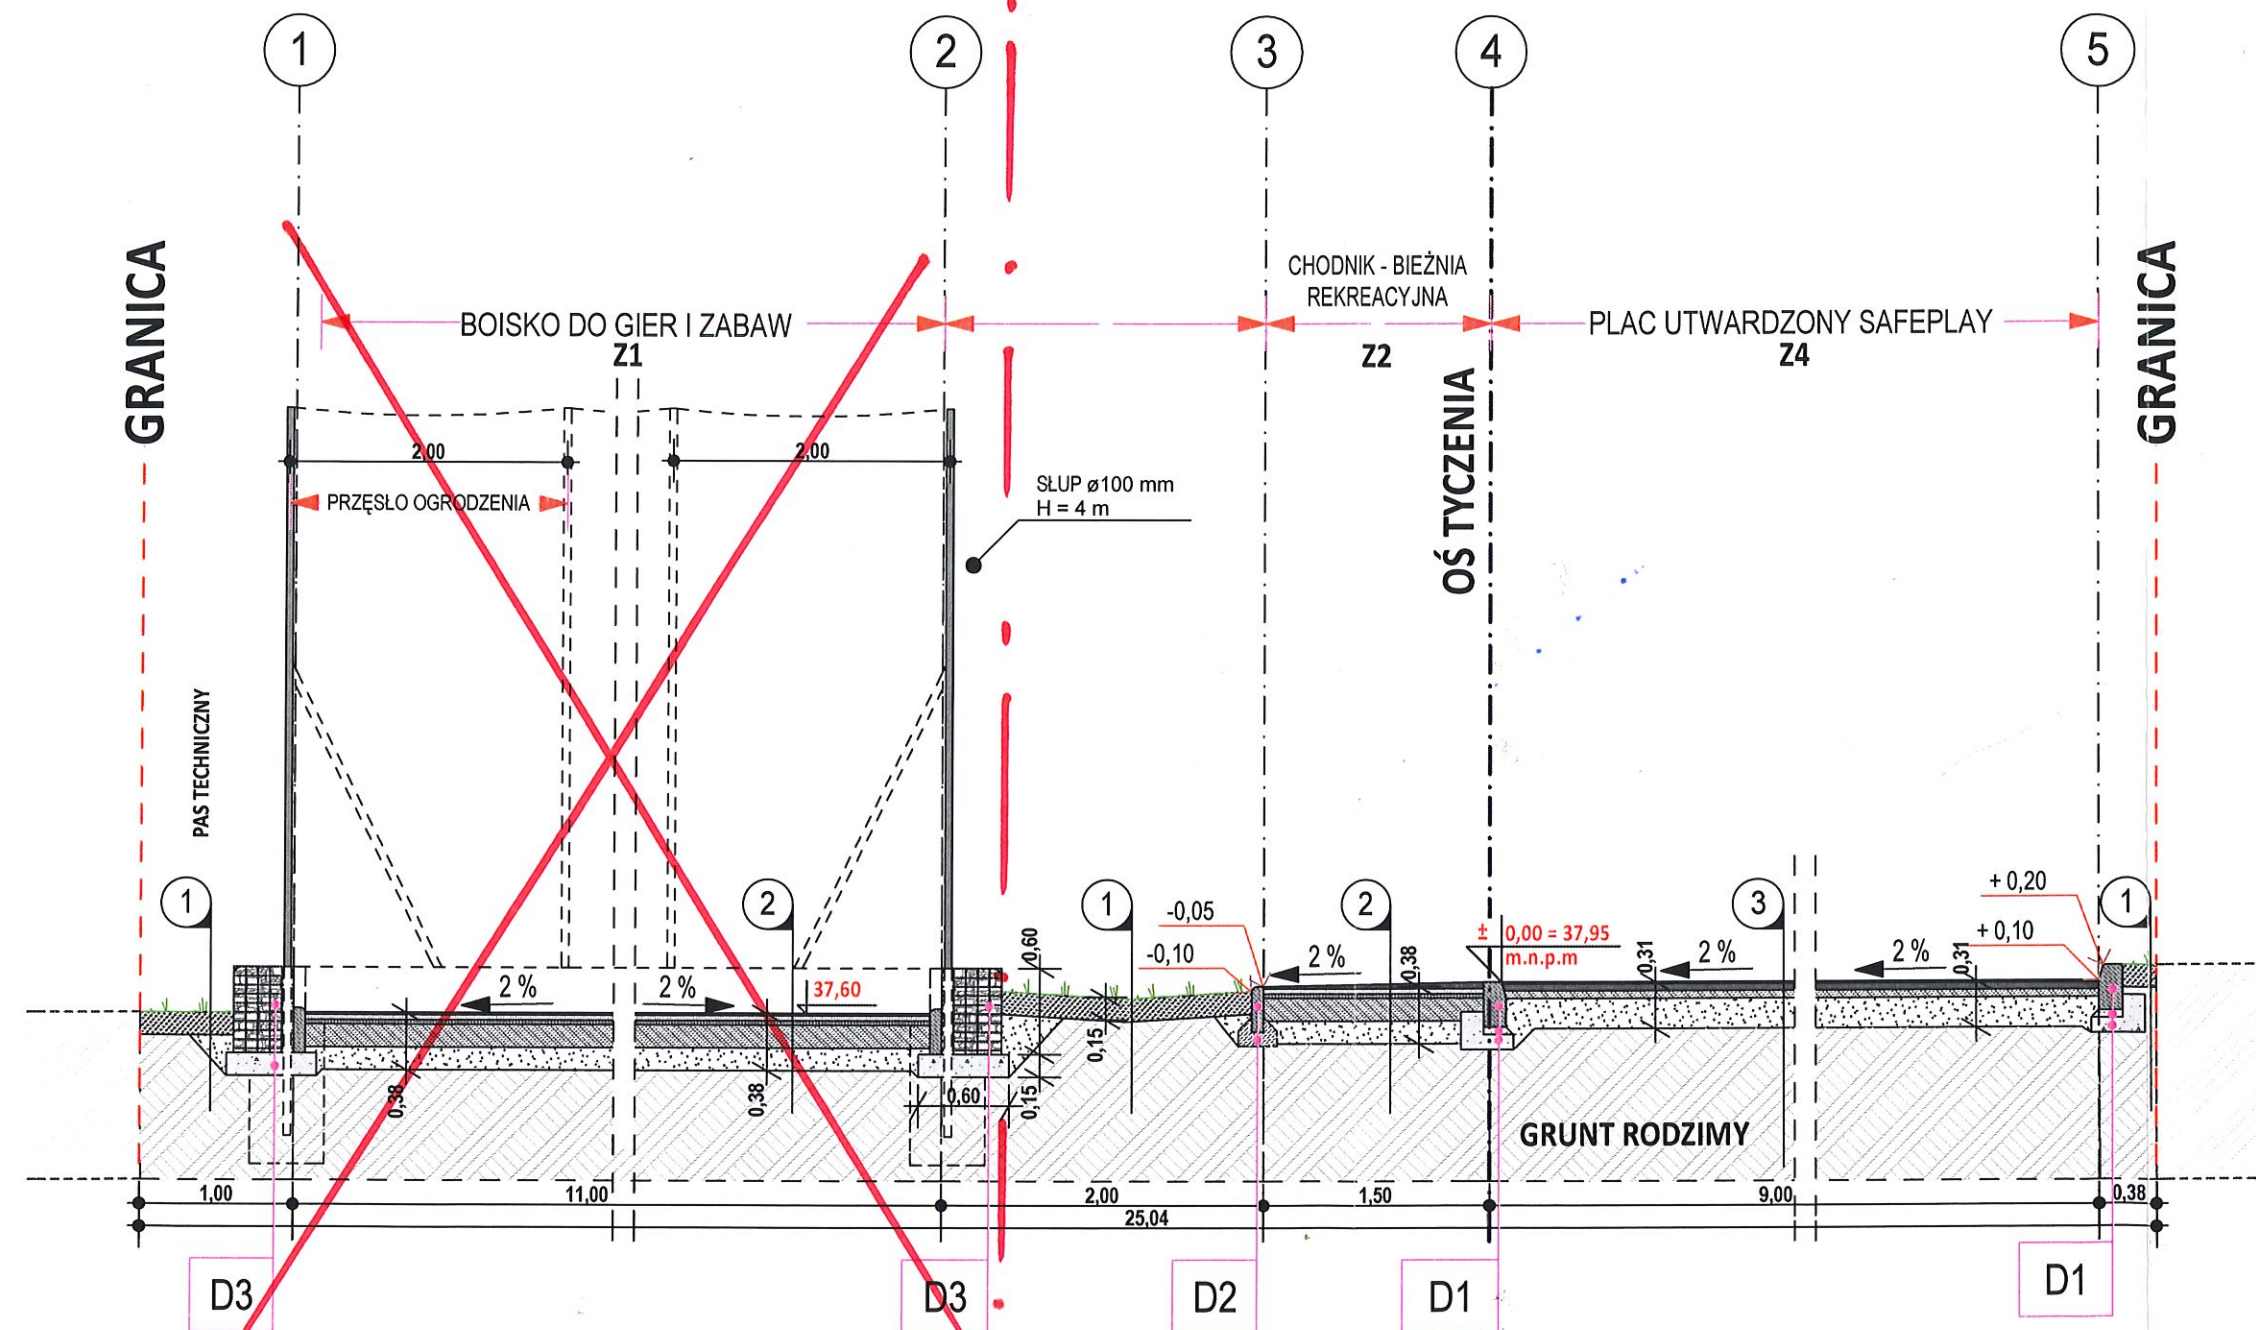 1
2
3
4
5
GRANICA
CHODNIK - BIEŻNIA
REKREACYJNA
GRANICA
BOISKO DO GIER I ZABAW
Z1
Z2
PLAC UTWARDZONY SAFEPLAY
Z4
OŚ TYCZENIA
2,00
2,00
PRZĘSŁO OGRODZENIA
SŁUP ø100 mm
H = 4 m
PAS TECHNICZNY
1
2
1
2
3
1
-0,05
-0,10
+ 0,20
+ 0,10
± 0,00 = 37,95
m.n.p.m
0,60
2 %
0,38
0,31
2 %
2 %
0,31
2 %
2 %
37,60
0,15
0,38
0,38
0,60
0,15
GRUNT RODZIMY
1,00
11,00
2,00
1,50
9,00
0,38
25,04
D3
D3
D2
D1
D1